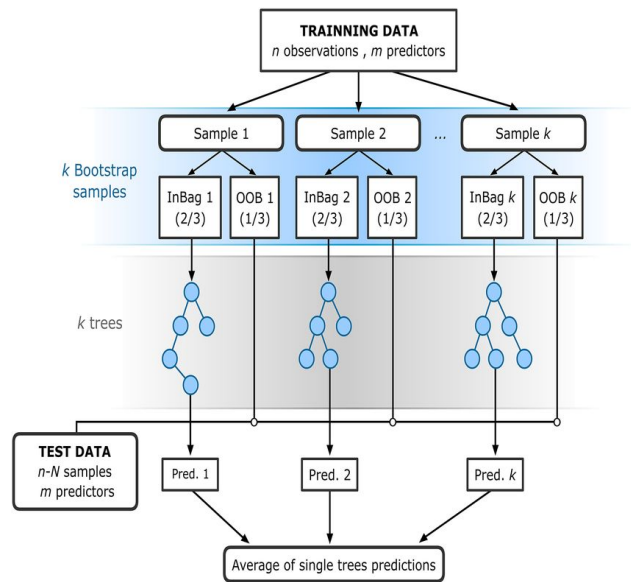 TRAINNING DATA
n observations , m predictors
Sample 1
Sample 2
...
Sample k
k Bootstrap
samples
InBag 1
(2/3)
OOB 1
(1/3)
InBag 2
(2/3)
OOB 2
(1/3)
InBag k
(2/3)
OOB k
(1/3)
k trees
TEST DATA
n-N samples
m predictors
Pred. 1
Pred. 2
Pred. k
Average of single trees predictions